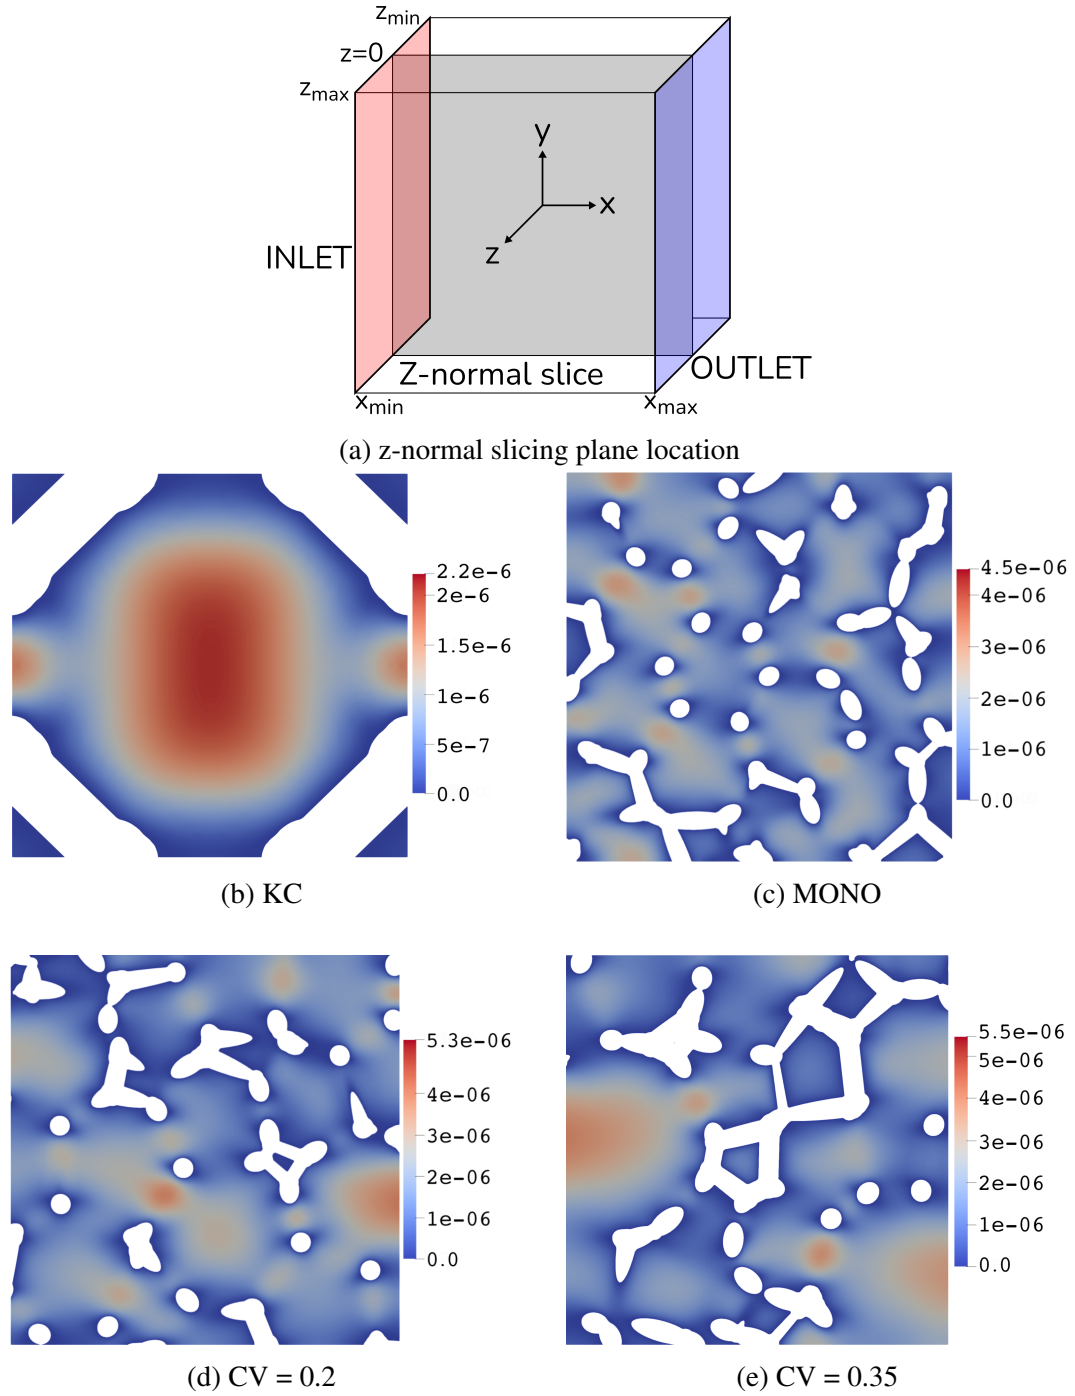 zmin
z=0
zmax
y
x
z
INLET
Z-normal slice
OUTLET
xmin
xmax
(a) z-normal slicing plane location
2.2e-6
2e-6
1.5e-6
1e-6
5e-7
0.0
4.5e-06
4e-06
3e-06
2e-06
1e-06
0.0
(b) KC
(c) MONO
5.3e-06
4e-06
3e-06
2e-06
1e-06
0.0
5.5e-06
5e-06
4e-06
3e-06
2e-06
1e-06
0.0
(d) CV = 0.2
(e) CV = 0.35